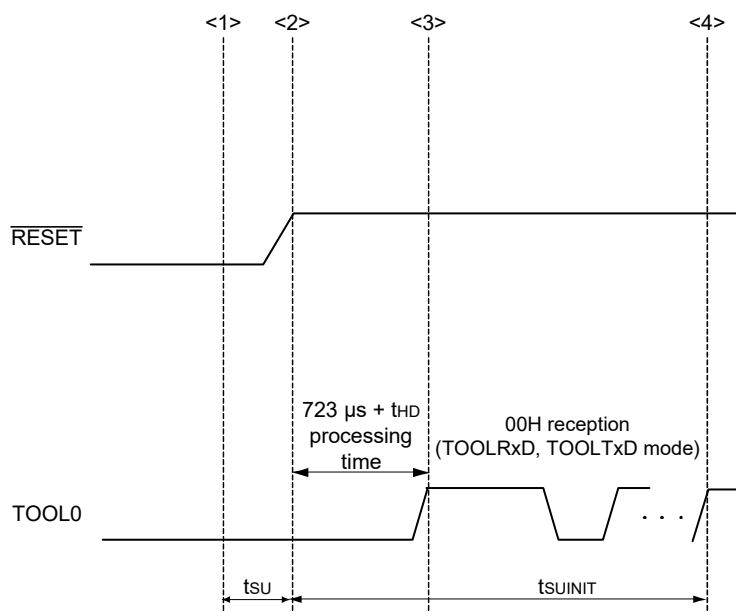 <1> <2> <3> <4>
RESET
723 µs + tHD
processing
time
00H reception
(TOOLRxD, TOOLTxD mode)
TOOL0
. . .
tSU
tSUINIT